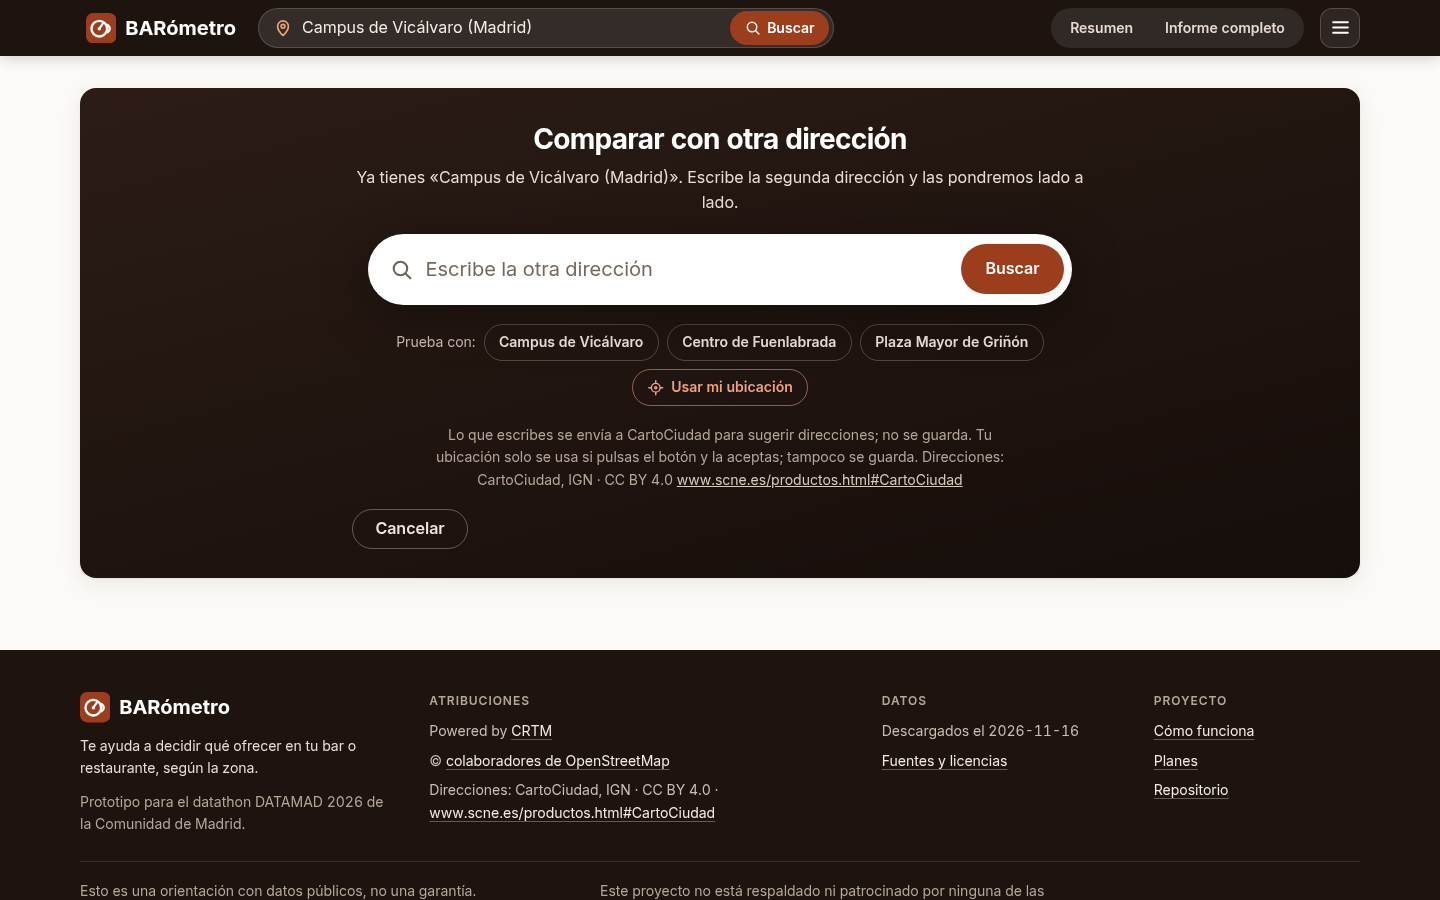 BARómetro
Campus de Vicálvaro (Madrid)
Buscar
Resumen
Informe completo
Comparar con otra dirección
Ya tienes «Campus de Vicálvaro (Madrid)». Escribe la segunda dirección y las pondremos lado a
lado.
Escribe la otra dirección
Buscar
Prueba con:
Campus de Vicálvaro
Centro de Fuenlabrada
Plaza Mayor de Griñón
Usar mi ubicación
Lo que escribes se envía a CartoCiudad para sugerir direcciones; no se guarda. Tu
ubicación solo se usa si pulsas el botón y la aceptas; tampoco se guarda. Direcciones:
CartoCiudad, IGN · CC BY 4.0 www.scne.es/productos.html#CartoCiudad
Cancelar
BARómetro
Te ayuda a decidir qué ofrecer en tu bar o
restaurante, según la zona.
Prototipo para el datathon DATAMAD 2026 de
la Comunidad de Madrid.
ATRIBUCIONES
Powered by CRTM
© colaboradores de OpenStreetMap
Direcciones: CartoCiudad, IGN · CC BY 4.0 ·
www.scne.es/productos.html#CartoCiudad
DATOS
Descargados el 2026-11-16
Fuentes y licencias
PROYECTO
Cómo funciona
Planes
Repositorio
Esto es una orientación con datos públicos, no una garantía.
Este proyecto no está respaldado ni patrocinado por ninguna de las